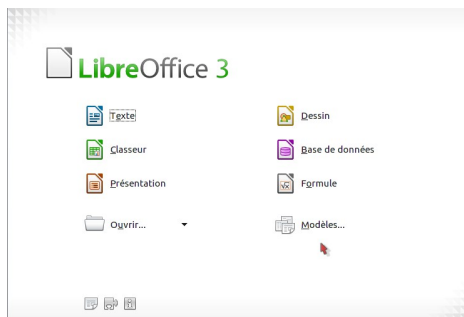 LibreOffice 3
Texte
Dessin
Classeur
Base de données
Présentation
Formule
Ouvrir...
Modèles...